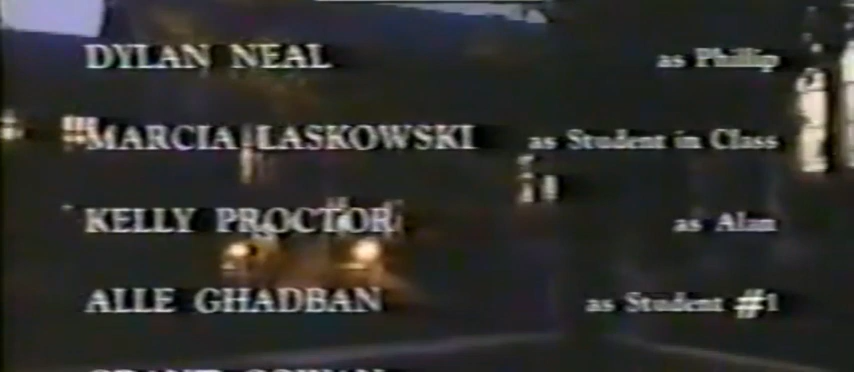 DYLAN NEAL as Phillip
MARCIA LASKOWSKI as Student in Class
KELLY PROCTOR as Alan
ALLE GHADBAN as Student #1